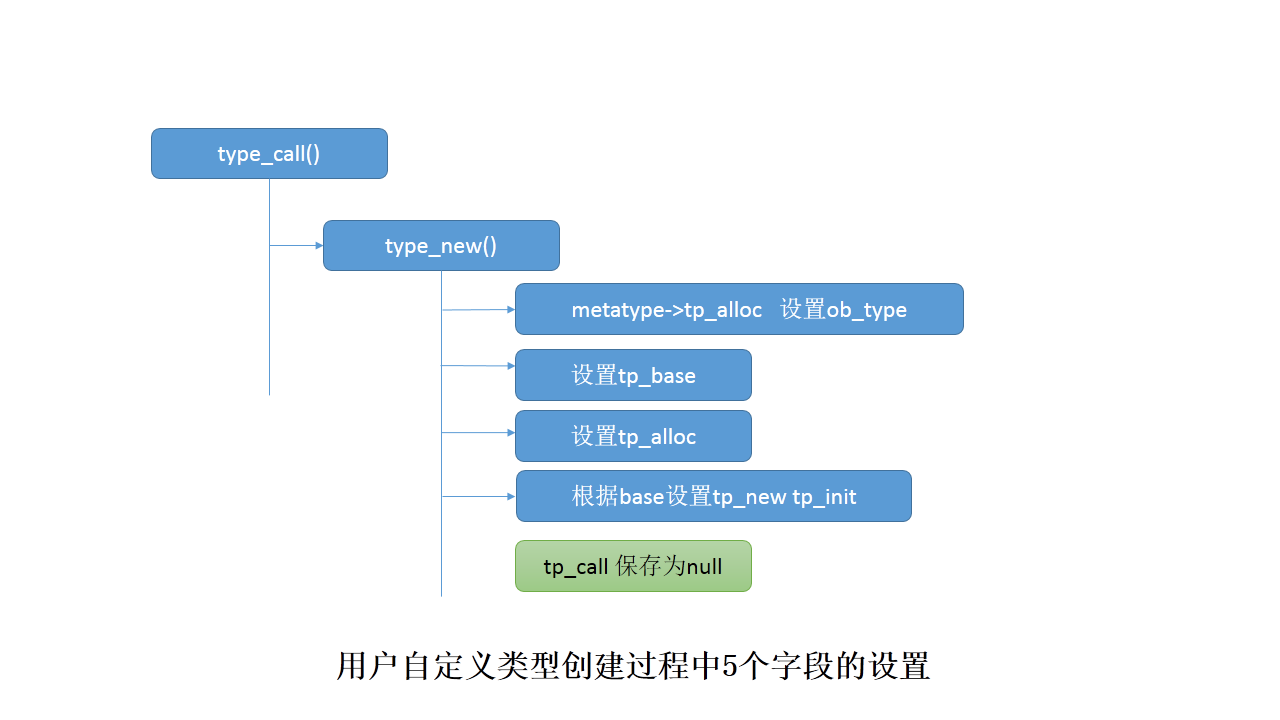 type_call()
type_new()
metatype->tp_alloc 设置ob_type
设置tp_base
设置tp_alloc
根据base设置tp_new tp_init
tp_call 保存为null
用户自定义类型创建过程中5个字段的设置